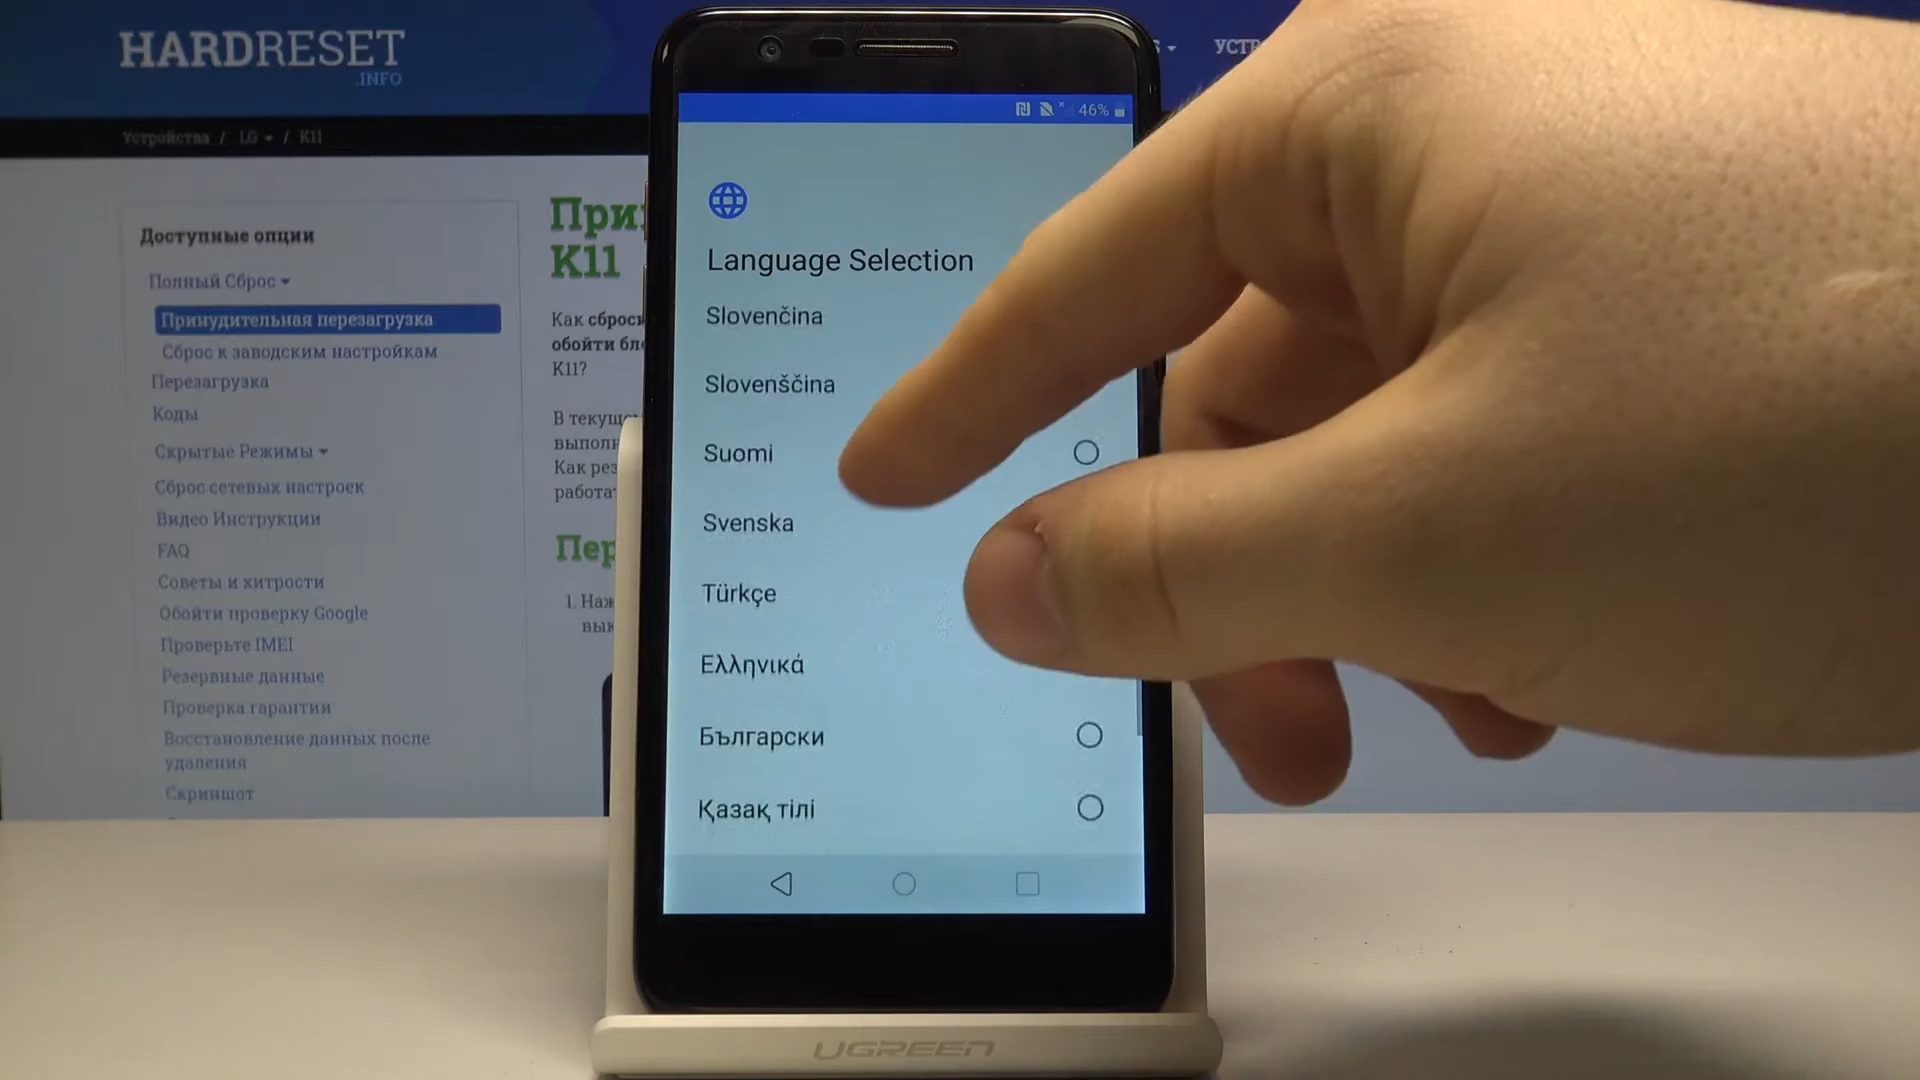 HARDRESET
.INFO
Устройства / LG / K11
Доступные опции
Полный Сброс
Принудительная перезагрузка
Сброс к заводским настройкам
Перезагрузка
Коды
Скрытые Режимы
Сброс сетевых настроек
Видео Инструкции
FAQ
Советы и хитрости
Обойти проверку Google
Проверьте IMEI
Резервные данные
Проверка гарантии
Восстановление данных после
удаления
Скриншот
K11
Как
K11?
В
Как
1.
46%
Language Selection
Slovenčina
Slovenščina
Suomi
Svenska
Türkçe
Ελληνικά
Български
Қазақ тілі
UGREEN